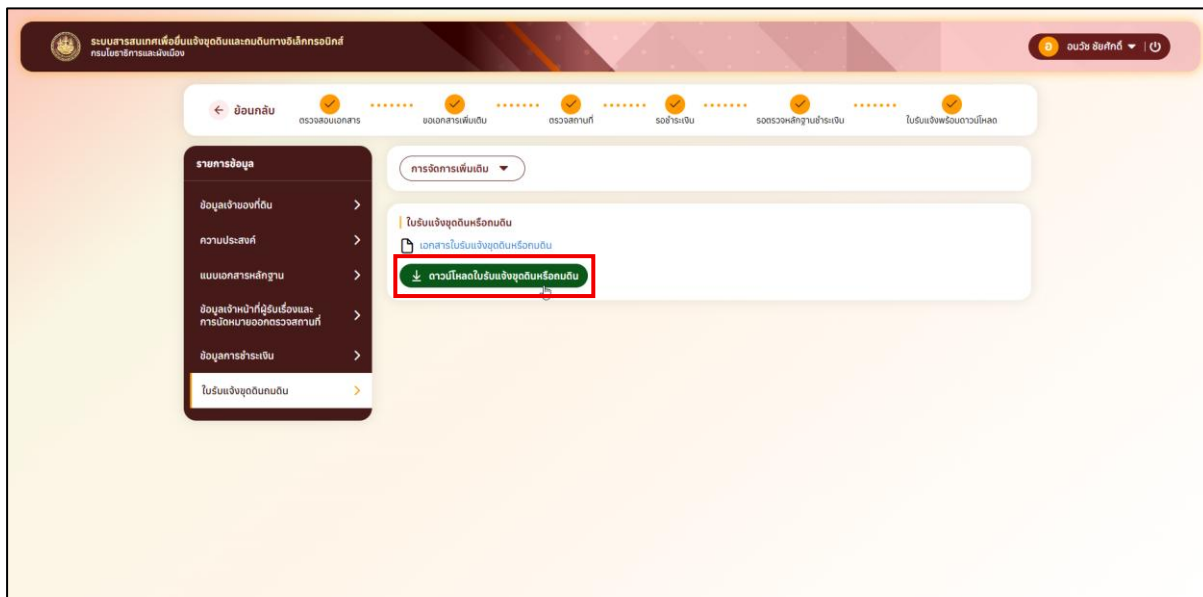 ระบบสารสนเทศเพื่อยื่นแจ้งขุดดินและถมดินทางอิเล็กทรอนิกส์
กรมโยธาธิการและผังเมือง
อ อนวัช ชัยศักดิ์
ย้อนกลับ
ตรวจสอบเอกสาร
ขอเอกสารเพิ่มเติม
ตรวจสถานที่
รอชำระเงิน
รอตรวจหลักฐานชำระเงิน
ใบรับแจ้งพร้อมดาวน์โหลด
รายการข้อมูล
ข้อมูลเจ้าของที่ดิน
ความประสงค์
แบบเอกสารหลักฐาน
ข้อมูลเจ้าหน้าที่ผู้รับเรื่องและ
การนัดหมายออกตรวจสถานที่
ข้อมูลการชำระเงิน
ใบรับแจ้งขุดดินถมดิน
การจัดการเพิ่มเติม
ใบรับแจ้งขุดดินหรือถมดิน
เอกสารใบรับแจ้งขุดดินหรือถมดิน
ดาวน์โหลดใบรับแจ้งขุดดินหรือถมดิน